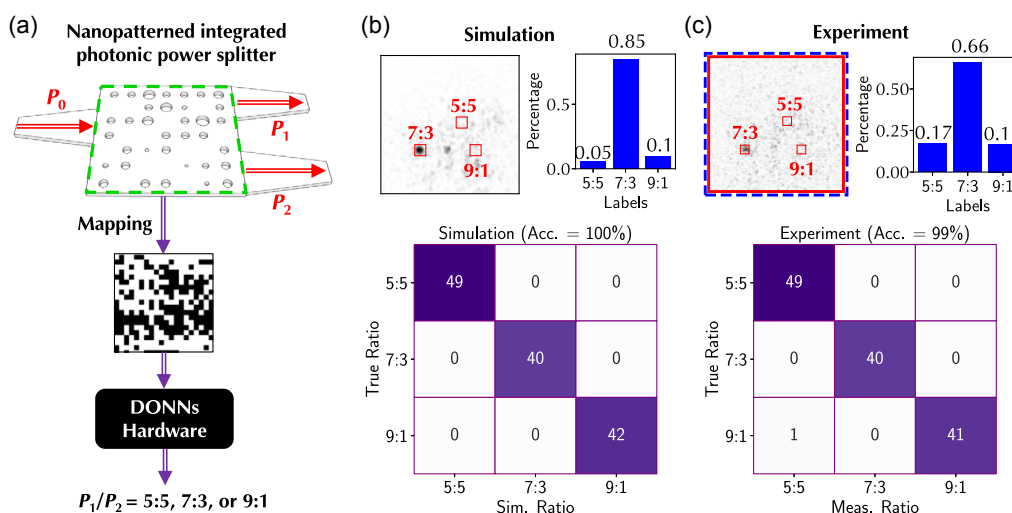 (a)
Nanopatterned integrated
photonic power splitter
P0
P1
P2
Mapping
DONNs
Hardware
P1/P2 = 5:5, 7:3, or 9:1
(b)
Simulation
5:5
7:3
9:1
Percentage
0.5
0.0
0.85
0.05
0.1
5:5 7:3 9:1
Labels
Simulation (Acc. = 100%)
True Ratio
5:5 49 0 0
7:3 0 40 0
9:1 0 0 42
5:5 7:3 9:1
Sim. Ratio
(c)
Experiment
5:5
7:3
9:1
Percentage
0.50
0.25
0.00
0.66
0.17
0.1
5:5 7:3 9:1
Labels
Experiment (Acc. = 99%)
True Ratio
5:5 49 0 0
7:3 0 40 0
9:1 1 0 41
5:5 7:3 9:1
Meas. Ratio